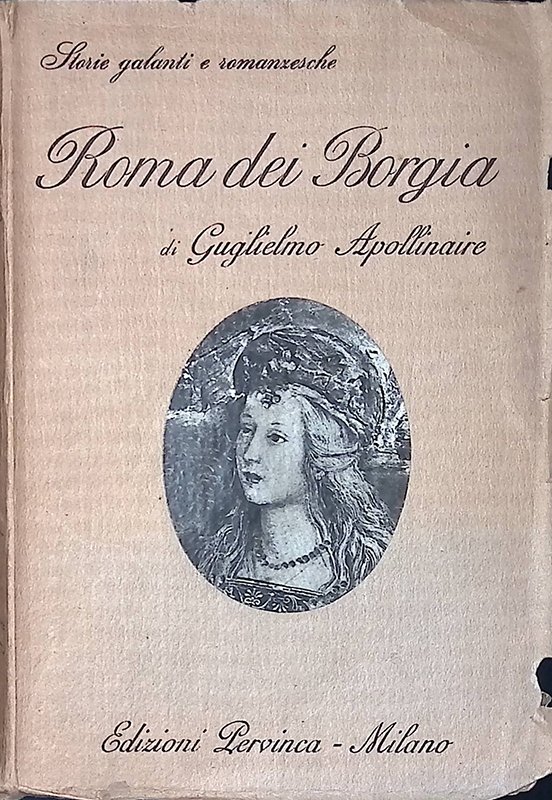 Storie galanti e romanzesche
Roma dei Borgia
di Guglielmo Apollinaire
Edizioni Pervinca - Milano